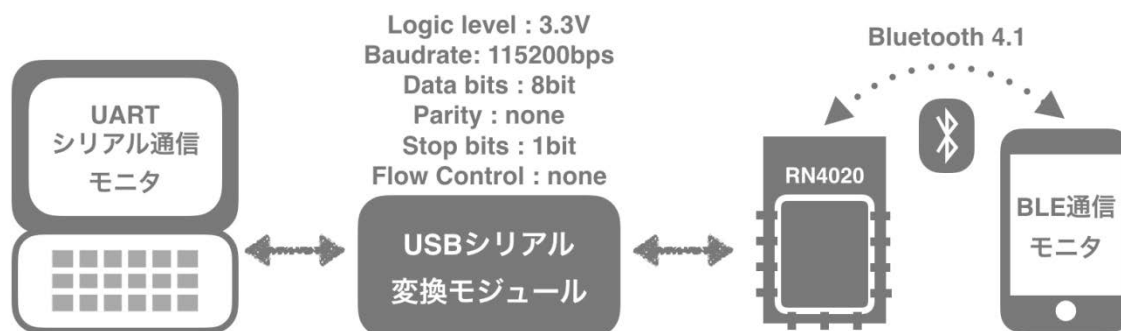 UART
シリアル通信
モニタ
Logic level : 3.3V
Baudrate: 115200bps
Data bits : 8bit
Parity : none
Stop bits : 1bit
Flow Control : none
USBシリアル
変換モジュール
RN4020
Bluetooth 4.1
BLE通信
モニタ